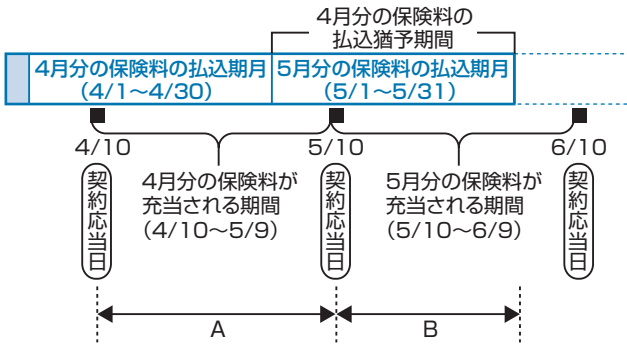 4月分の保険料の
払込猶予期間
4月分の保険料の払込期月
（4/1～4/30）
5月分の保険料の払込期月
（5/1～5/31）
4/10
5/10
6/10
契約応当日
4月分の保険料が
充当される期間
（4/10～5/9）
契約応当日
5月分の保険料が
充当される期間
（5/10～6/9）
契約応当日
A
B